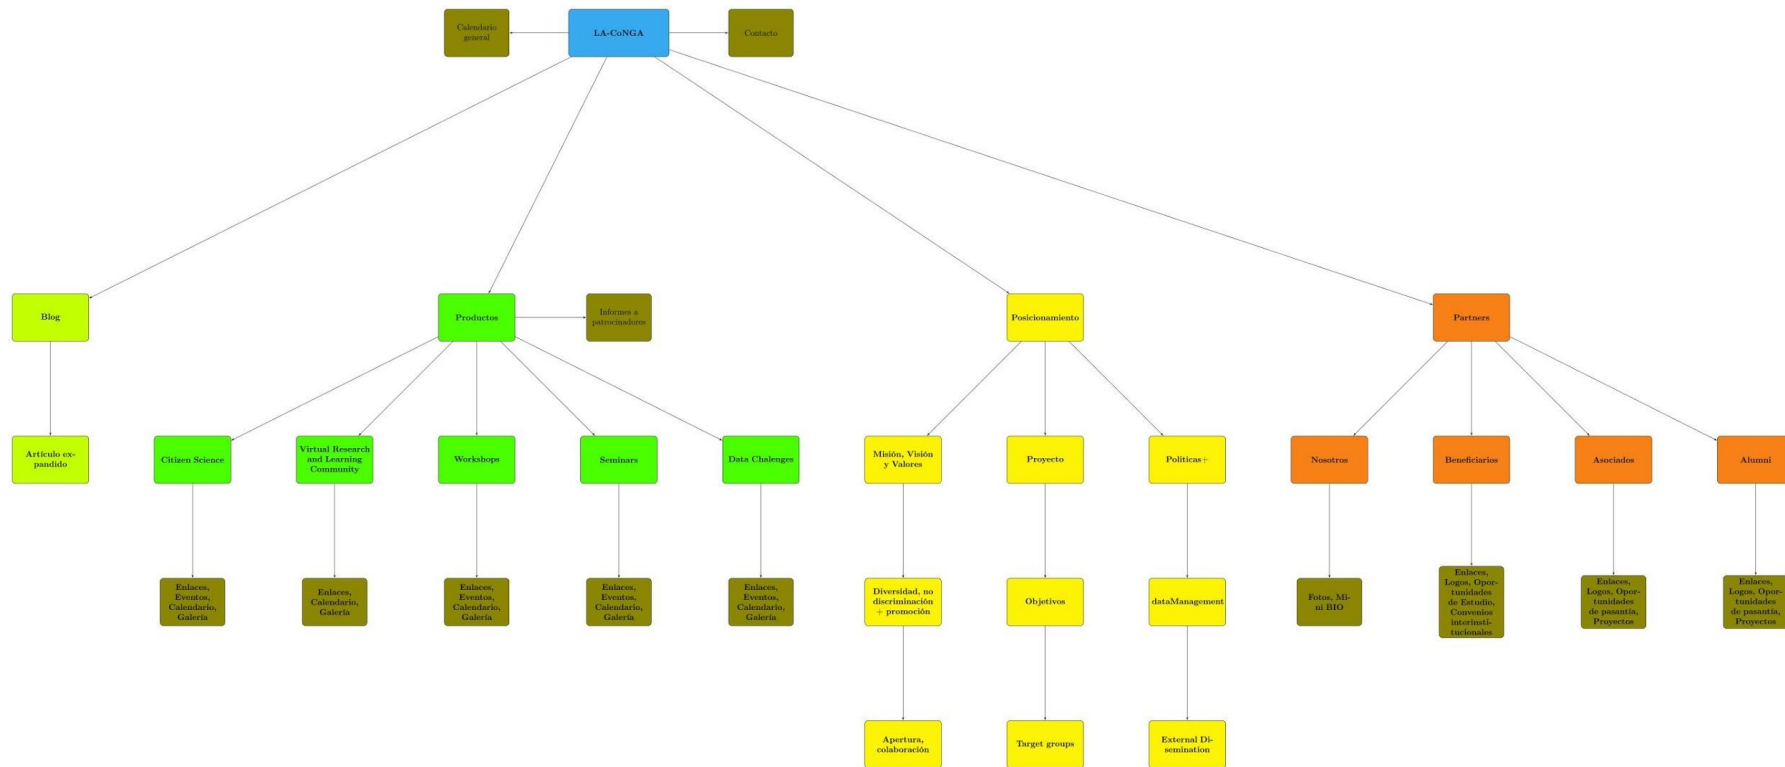 Calendario
general
LA-CoNGA
Contacto
Blog
Productos
Informes a
patrocinadores
Posicionamiento
Partners
Artículo ex-
pandido
Citizen Science
Virtual Research
and Learning
Community
Workshops
Seminars
Data Chalenges
Misión, Visión
y Valores
Proyecto
Politicas+
Nosotros
Beneficiarios
Asociados
Alumni
Enlaces,
Eventos,
Calendario,
Galería
Enlaces,
Calendario,
Galería
Enlaces,
Eventos,
Calendario,
Galería
Enlaces,
Eventos,
Calendario,
Galería
Enlaces,
Eventos,
Calendario,
Galería
Diversidad, no
discriminación
+ promoción
Objetivos
dataManagement
Fotos, Mi-
ni BIO
Enlaces,
Logos, Opor-
tunidades
de Estudio,
Convenios
interinsti-
tucionales
Enlaces,
Logos, Opor-
tunidades
de pasantía,
Proyectos
Enlaces,
Logos, Opor-
tunidades
de pasantía,
Proyectos
Apertura,
colaboración
Target groups
External Di-
semination